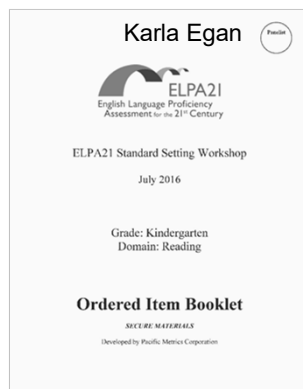 Karla Egan
Panelist
ELPA21
English Language Proficiency
Assessment for the 21st Century
ELPA21 Standard Setting Workshop
July 2016
Grade: Kindergarten
Domain: Reading
Ordered Item Booklet
SECURE MATERIALS
Developed by Pacific Metrics Corporation